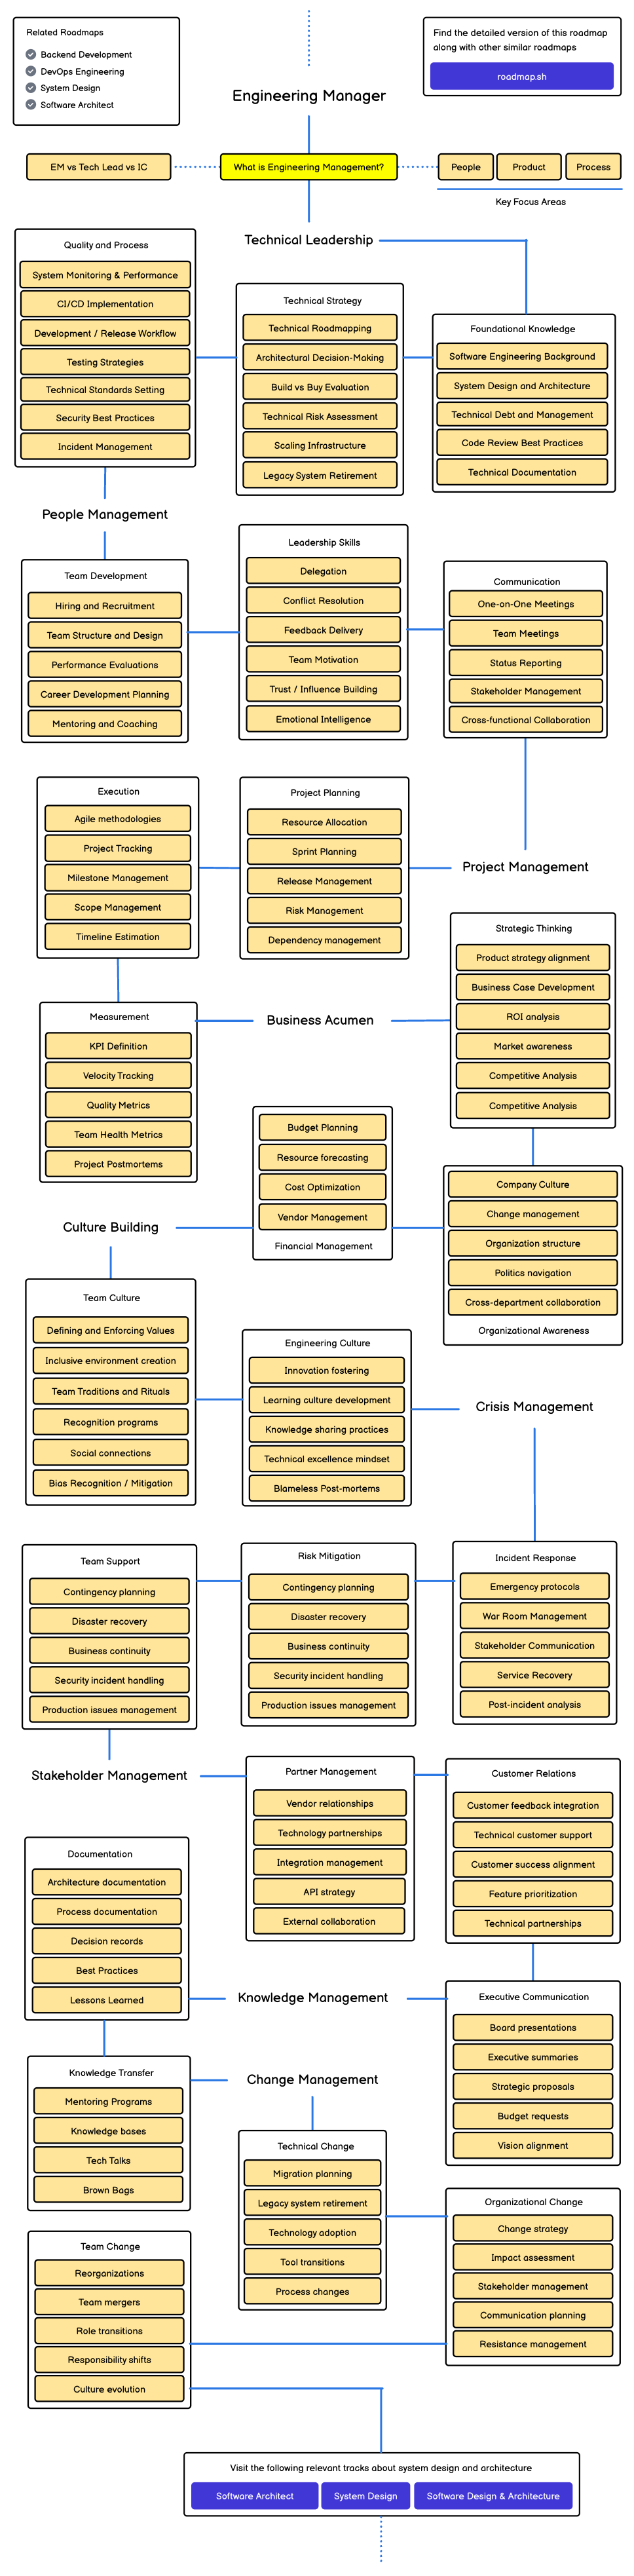 Related Roadmaps
Backend Development
DevOps Engineering
System Design
Software Architect
Find the detailed version of this roadmap
along with other similar roadmaps
roadmap.sh
Engineering Manager
EM vs Tech Lead vs IC
What is Engineering Management?
People
Product
Process
Key Focus Areas
Technical Leadership
Quality and Process
System Monitoring & Performance
CI/CD Implementation
Development / Release Workflow
Testing Strategies
Technical Standards Setting
Security Best Practices
Incident Management
Technical Strategy
Technical Roadmapping
Architectural Decision-Making
Build vs Buy Evaluation
Technical Risk Assessment
Scaling Infrastructure
Legacy System Retirement
Foundational Knowledge
Software Engineering Background
System Design and Architecture
Technical Debt and Management
Code Review Best Practices
Technical Documentation
People Management
Team Development
Hiring and Recruitment
Team Structure and Design
Performance Evaluations
Career Development Planning
Mentoring and Coaching
Leadership Skills
Delegation
Conflict Resolution
Feedback Delivery
Team Motivation
Trust / Influence Building
Emotional Intelligence
Communication
One-on-One Meetings
Team Meetings
Status Reporting
Stakeholder Management
Cross-functional Collaboration
Execution
Agile methodologies
Project Tracking
Milestone Management
Scope Management
Timeline Estimation
Project Planning
Resource Allocation
Sprint Planning
Release Management
Risk Management
Dependency management
Project Management
Strategic Thinking
Product strategy alignment
Business Case Development
ROI analysis
Market awareness
Competitive Analysis
Competitive Analysis
Measurement
KPI Definition
Velocity Tracking
Quality Metrics
Team Health Metrics
Project Postmortems
Business Acumen
Budget Planning
Resource forecasting
Cost Optimization
Vendor Management
Financial Management
Company Culture
Change management
Organization structure
Politics navigation
Cross-department collaboration
Organizational Awareness
Culture Building
Team Culture
Defining and Enforcing Values
Inclusive environment creation
Team Traditions and Rituals
Recognition programs
Social connections
Bias Recognition / Mitigation
Engineering Culture
Innovation fostering
Learning culture development
Knowledge sharing practices
Technical excellence mindset
Blameless Post-mortems
Crisis Management
Team Support
Contingency planning
Disaster recovery
Business continuity
Security incident handling
Production issues management
Risk Mitigation
Contingency planning
Disaster recovery
Business continuity
Security incident handling
Production issues management
Incident Response
Emergency protocols
War Room Management
Stakeholder Communication
Service Recovery
Post-incident analysis
Stakeholder Management
Partner Management
Vendor relationships
Technology partnerships
Integration management
API strategy
External collaboration
Customer Relations
Customer feedback integration
Technical customer support
Customer success alignment
Feature prioritization
Technical partnerships
Documentation
Architecture documentation
Process documentation
Decision records
Best Practices
Lessons Learned
Knowledge Management
Executive Communication
Board presentations
Executive summaries
Strategic proposals
Budget requests
Vision alignment
Knowledge Transfer
Mentoring Programs
Knowledge bases
Tech Talks
Brown Bags
Change Management
Technical Change
Migration planning
Legacy system retirement
Technology adoption
Tool transitions
Process changes
Organizational Change
Change strategy
Impact assessment
Stakeholder management
Communication planning
Resistance management
Team Change
Reorganizations
Team mergers
Role transitions
Responsibility shifts
Culture evolution
Visit the following relevant tracks about system design and architecture
Software Architect
System Design
Software Design & Architecture